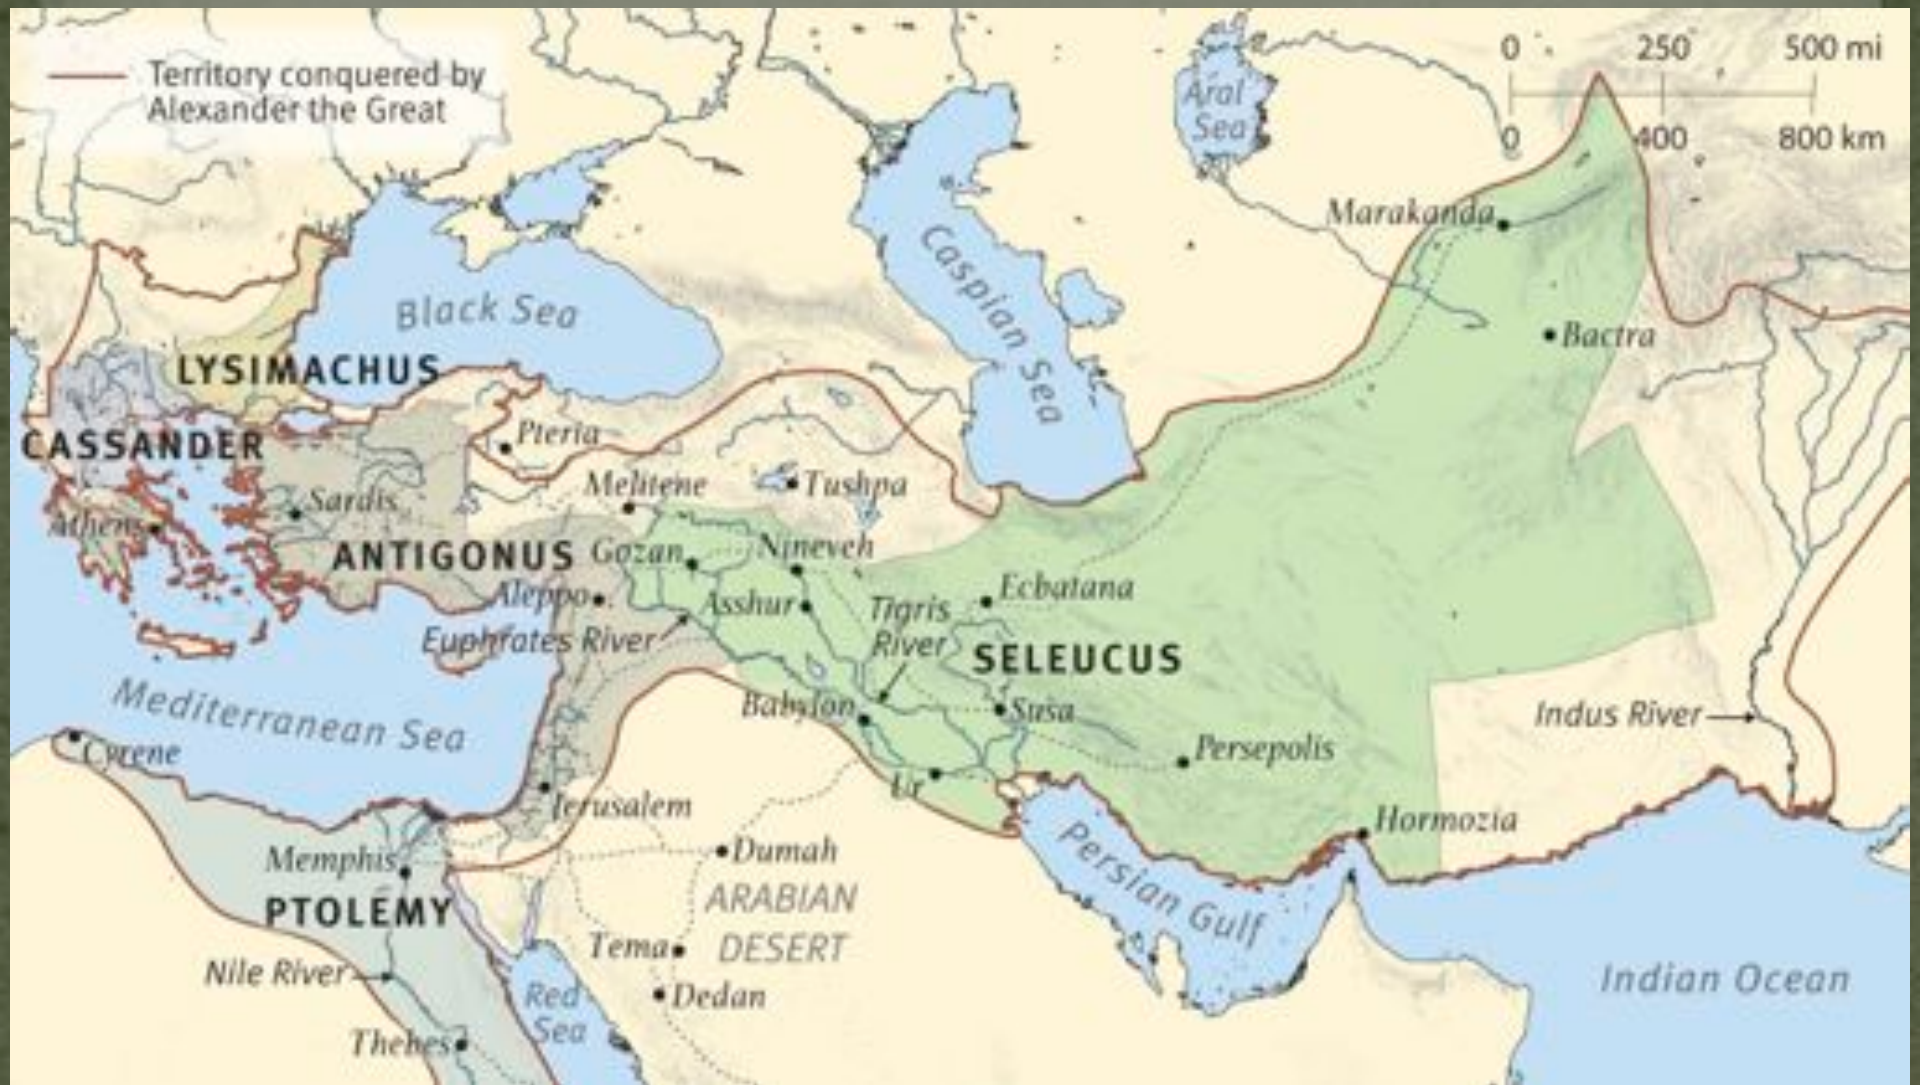 Territory conquered by
Alexander the Great
0 250 500 mi
0 400 800 km
Aral
Sea
Marakanda
Caspian Sea
Black Sea
Bactra
LYSIMACHUS
CASSANDER
Pteria
Melitene
Tushpa
Sardis
Athens
ANTIGONUS
Gozan
Nineveh
Aleppo
Asshur
Ecbatana
Tigris
River
Euphrates River
SELEUCUS
Mediterranean Sea
Babylon
Susa
Indus River
Cyrene
Persepolis
Ur
Jerusalem
Hormozia
Memphis
Dumah
Persian Gulf
PTOLEMY
ARABIAN
DESERT
Tema
Nile River
Indian Ocean
Dedan
Red
Sea
Thebes